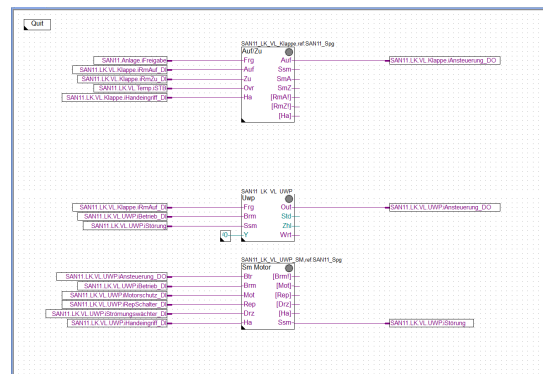 Quit
SAN11_LK_VL_Klappe.ref.SAN11_Spg
Auf/Zu
SAN11.Anlage.iFreigabe Frg Auf SAN11.LK.VL.Klappe.iAnsteuerung_DO
SAN11.LK.VL.Klappe.iRmAuf_DI Auf Ssm
SAN11.LK.VL.Klappe.iRmZu_DI Zu SmA
SAN11.LK.VL.Temp.iSTB Ovr SmZ
SAN11.LK.VL.Klappe.iHandeingriff_DI Ha [RmA!]
[RmZ!]
[Ha]
SAN11_LK_VL_UWP
Uwp
SAN11.LK.VL.Klappe.iRmAuf_DI Frg Out SAN11.LK.VL.UWP.iAnsteuerung_DO
SAN11.LK.VL.UWP.iBetrieb_DI Brm Std
SAN11.LK.VL.UWP.iStörung Ssm Zhl
Y Wrt
SAN11_LK_VL_UWP_SM.ref.SAN11_Spg
Sm Motor
SAN11.LK.VL.UWP.iAnsteuerung_DO Btr [Brm!]
SAN11.LK.VL.UWP.iBetrieb_DI Brm [Mot]
SAN11.LK.VL.UWP.iMotorschutz_DI Mot [Rep]
SAN11.LK.VL.UWP.iRepSchalter_DI Rep [Drz]
SAN11.LK.VL.UWP.iStromungswächter_DI Drz [Ha]
SAN11.LK.VL.UWP.iHandeingriff_DI Ha Ssm SAN11.LK.VL.UWP.iStörung